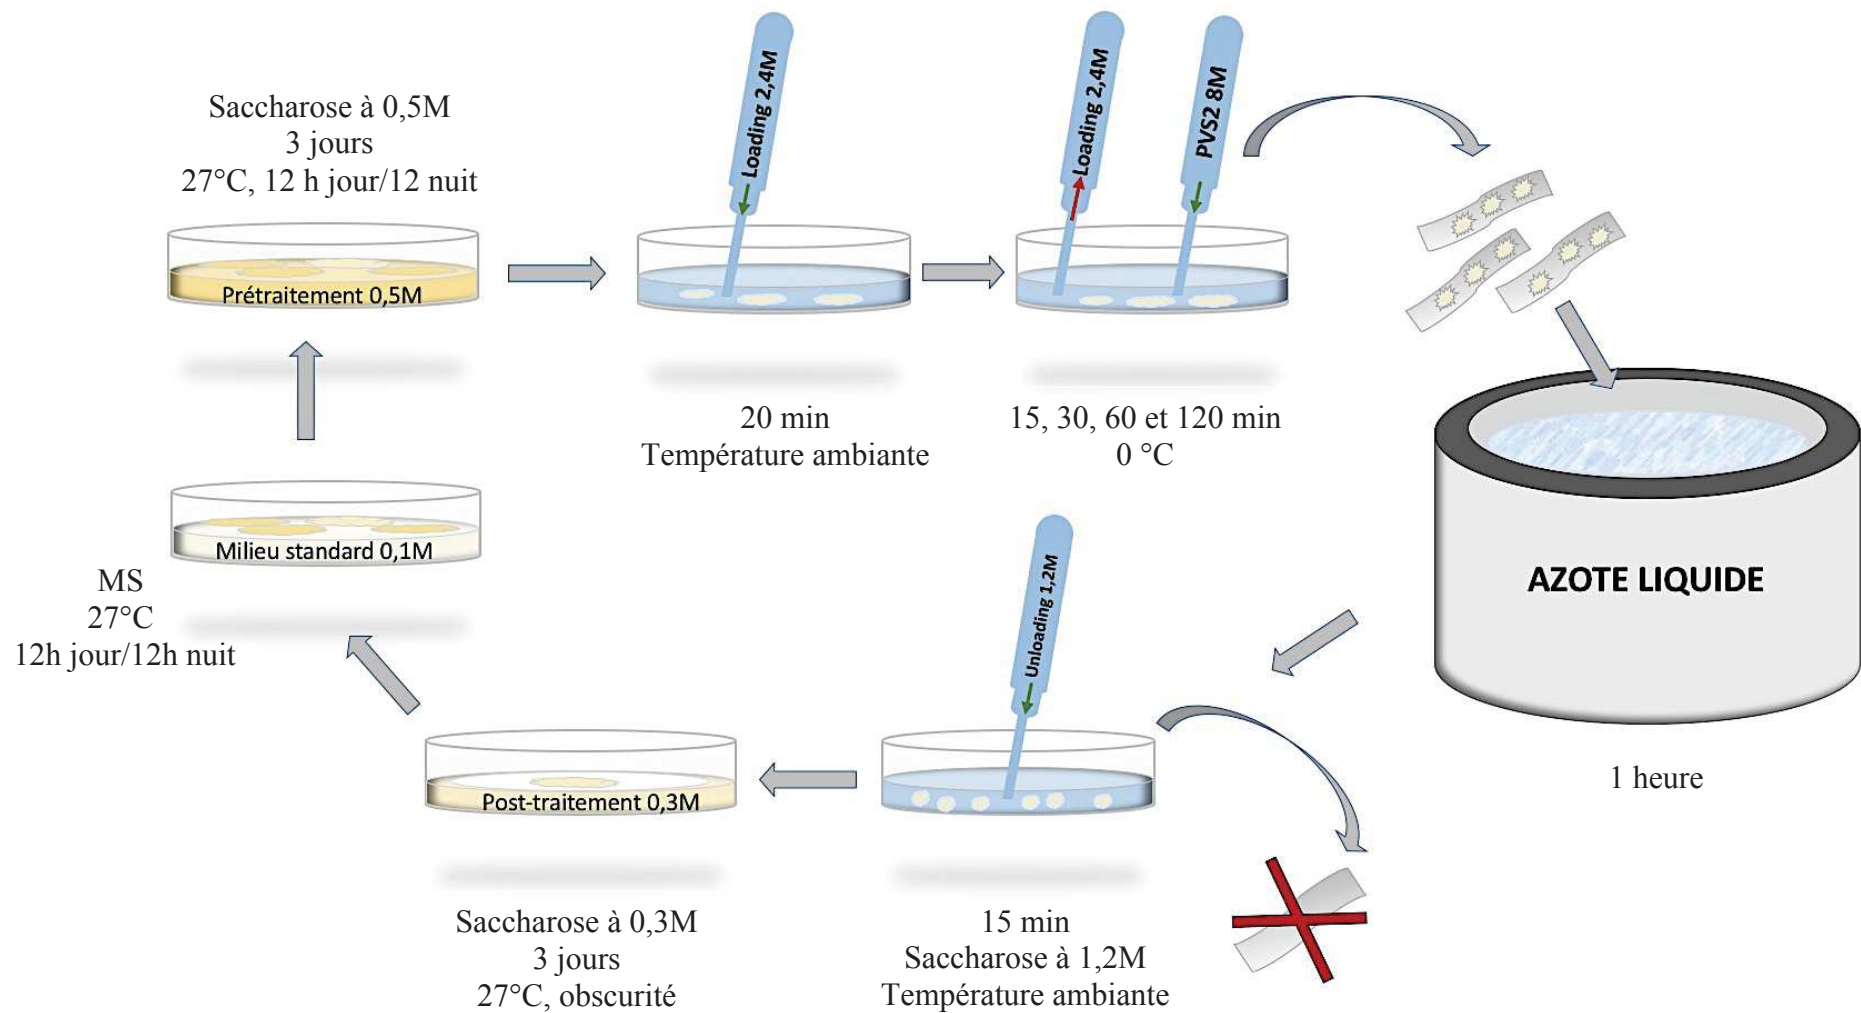 Saccharose à 0,5M
3 jours
27°C, 12 h jour/12 nuit
Prétraitement 0,5M
Loading 2,4M
20 min
Température ambiante
Loading 2,4M
PVS2 8M
15, 30, 60 et 120 min
0 °C
AZOTE LIQUIDE
1 heure
Unloading 1,2M
15 min
Saccharose à 1,2M
Température ambiante
Post-traitement 0,3M
Saccharose à 0,3M
3 jours
27°C, obscurité
Milieu standard 0,1M
MS
27°C
12h jour/12h nuit